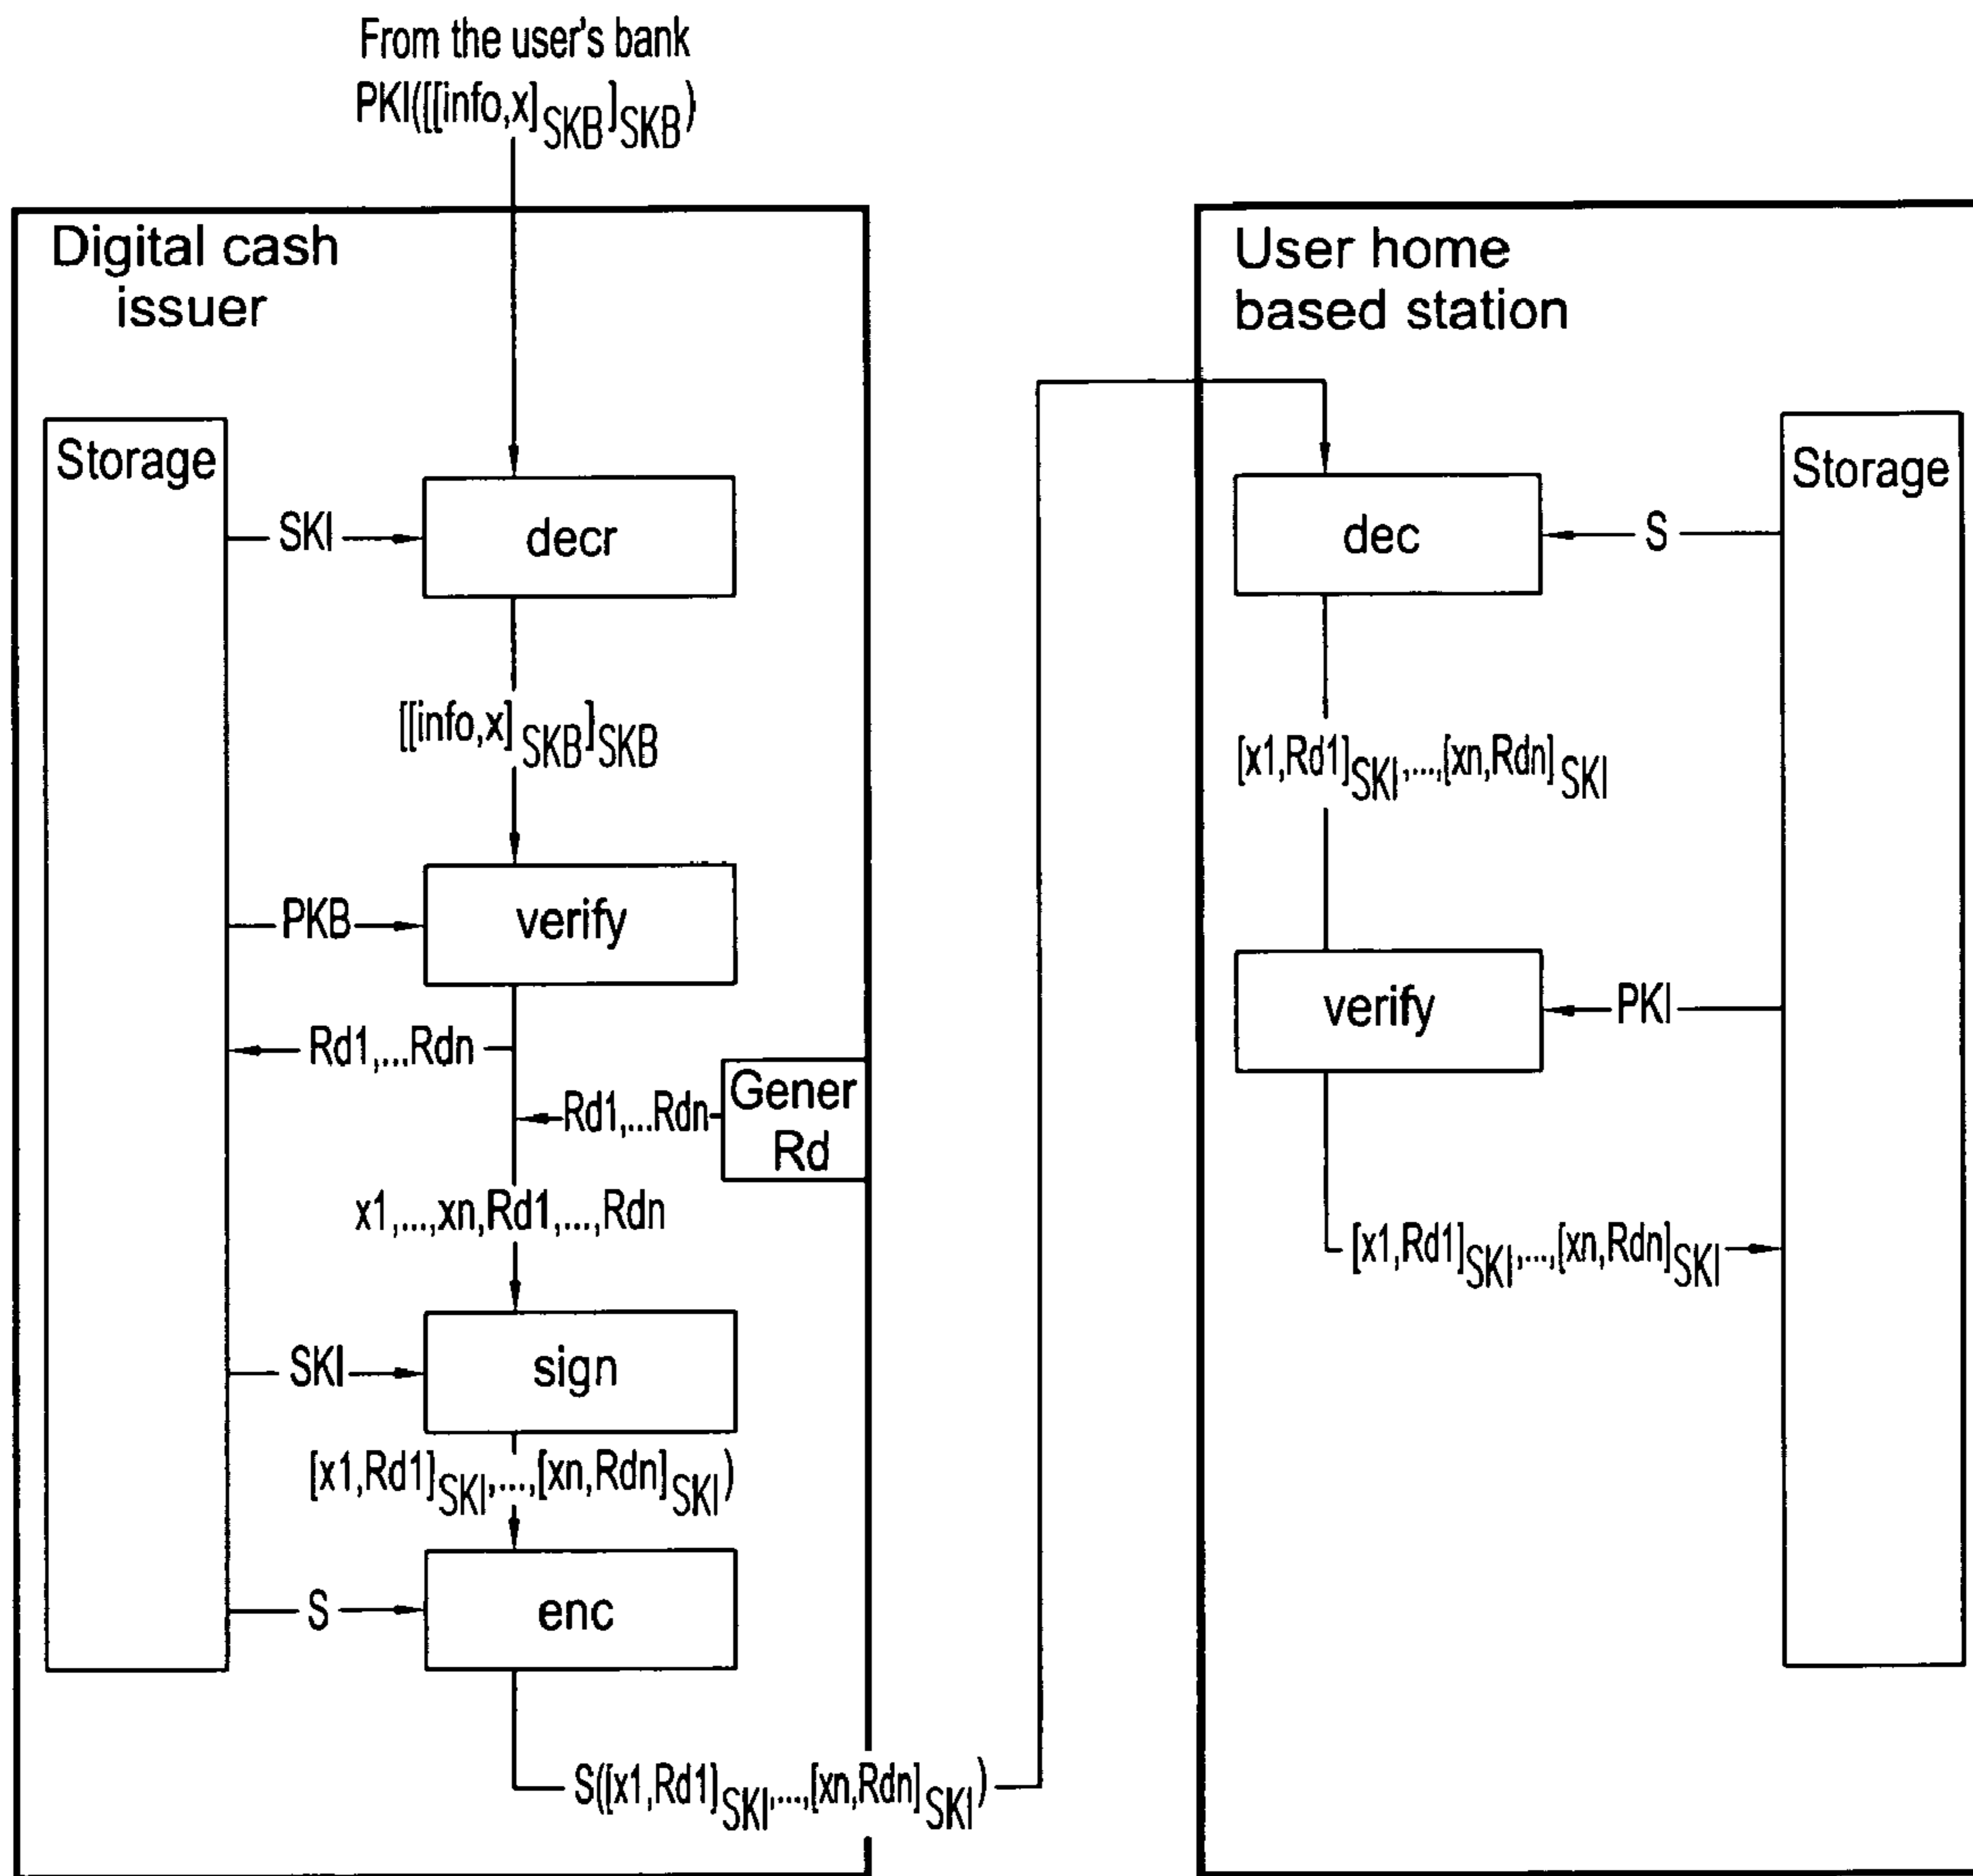 From the user's bank
PKI([[info,x]SKB]SKB)
Digital cash
issuer
Storage
SKI
decr
[[info,x]SKB]SKB
PKB
verify
Rd1,...Rdn
Rd1,...Rdn
Gener
Rd
x1,...,xn,Rd1,...,Rdn
SKI
sign
[x1,Rd1]SKI,...,[xn,Rdn]SKI)
S
enc
S([x1,Rd1]SKI,...,[xn,Rdn]SKI)
User home
based station
Storage
dec
S
[x1,Rd1]SKI,...,[xn,Rdn]SKI
verify
PKI
[x1,Rd1]SKI,...,[xn,Rdn]SKI